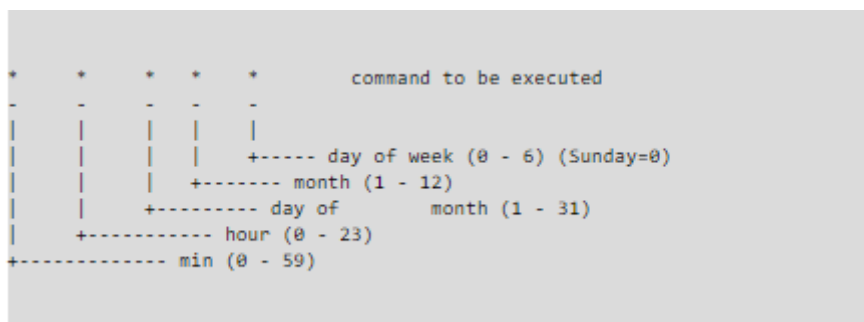 *     *     *   *    *        command to be executed
-     -     -   -    -
|     |     |   |    |
|     |     |   |    +----- day of week (0 - 6) (Sunday=0)
|     |     |   +------- month (1 - 12)
|     |     +--------- day of        month (1 - 31)
|     +----------- hour (0 - 23)
+------------- min (0 - 59)